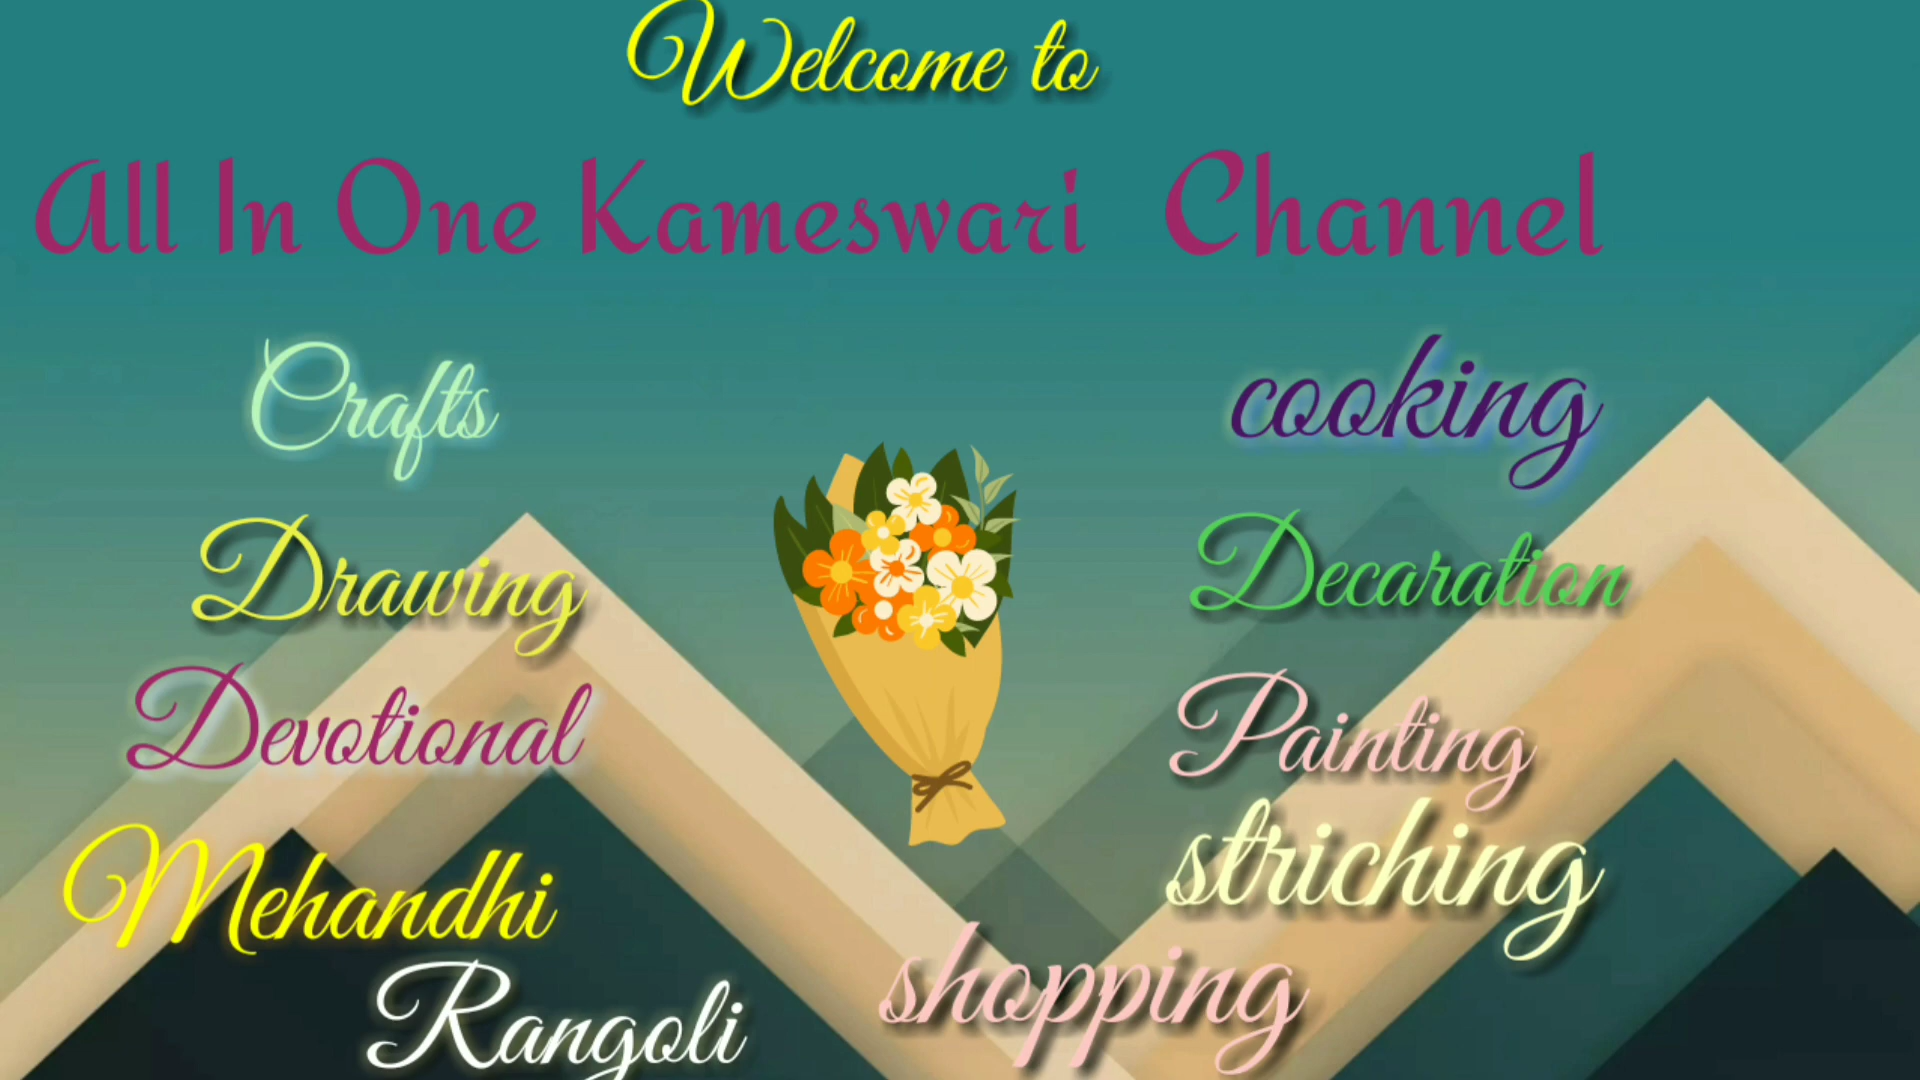 Welcome to
All In One Kameswari Channel
Crafts
cooking
Drawing
Decaration
Devotional
Painting
Mehandhi
striching
Rangoli
shopping